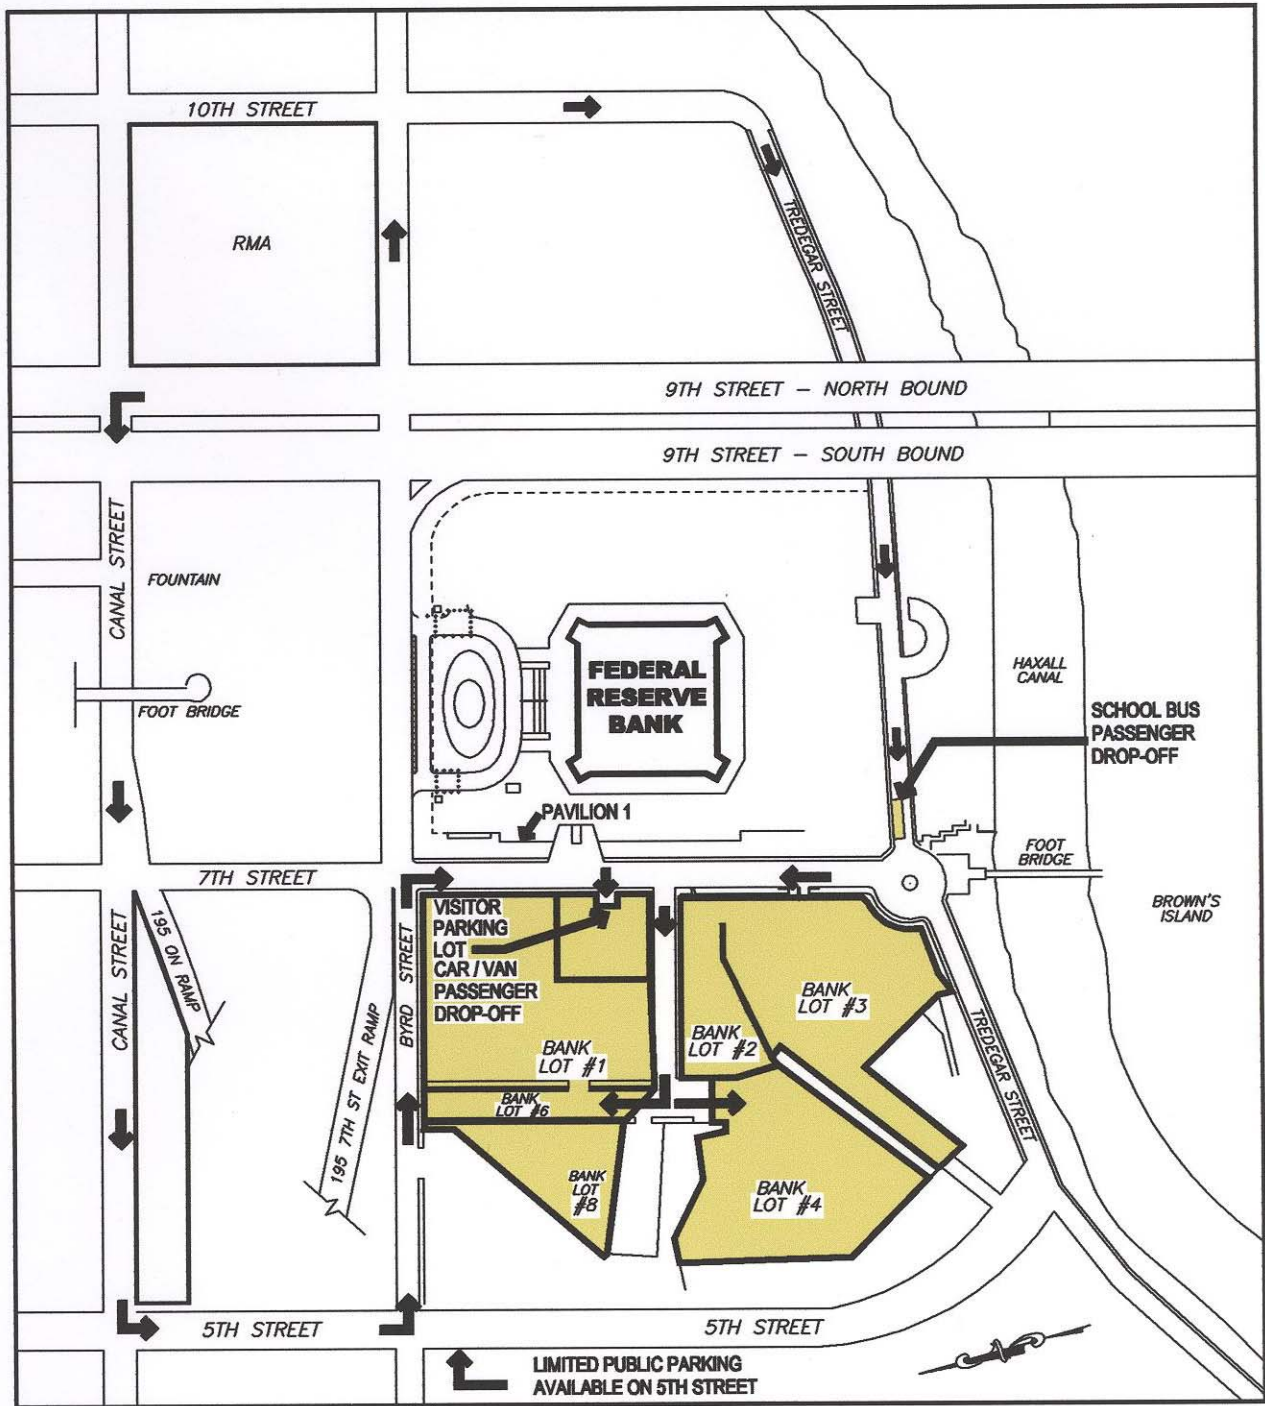 10TH STREET
RMA
TREDEGAR STREET
9TH STREET – NORTH BOUND
9TH STREET – SOUTH BOUND
CANAL STREET
FOUNTAIN
FOOT BRIDGE
FEDERAL
RESERVE
BANK
HAXALL
CANAL
SCHOOL BUS
PASSENGER
DROP-OFF
PAVILION 1
FOOT
BRIDGE
7TH STREET
BROWN'S
ISLAND
CANAL STREET
195 ON RAMP
195 7TH ST EXIT RAMP
BYRD STREET
VISITOR
PARKING
LOT
CAR / VAN
PASSENGER
DROP-OFF
BANK
LOT #1
BANK
LOT #2
BANK
LOT #3
BANK
LOT #6
BANK
LOT
#8
BANK
LOT #4
TREDEGAR STREET
5TH STREET
5TH STREET
LIMITED PUBLIC PARKING
AVAILABLE ON 5TH STREET
N